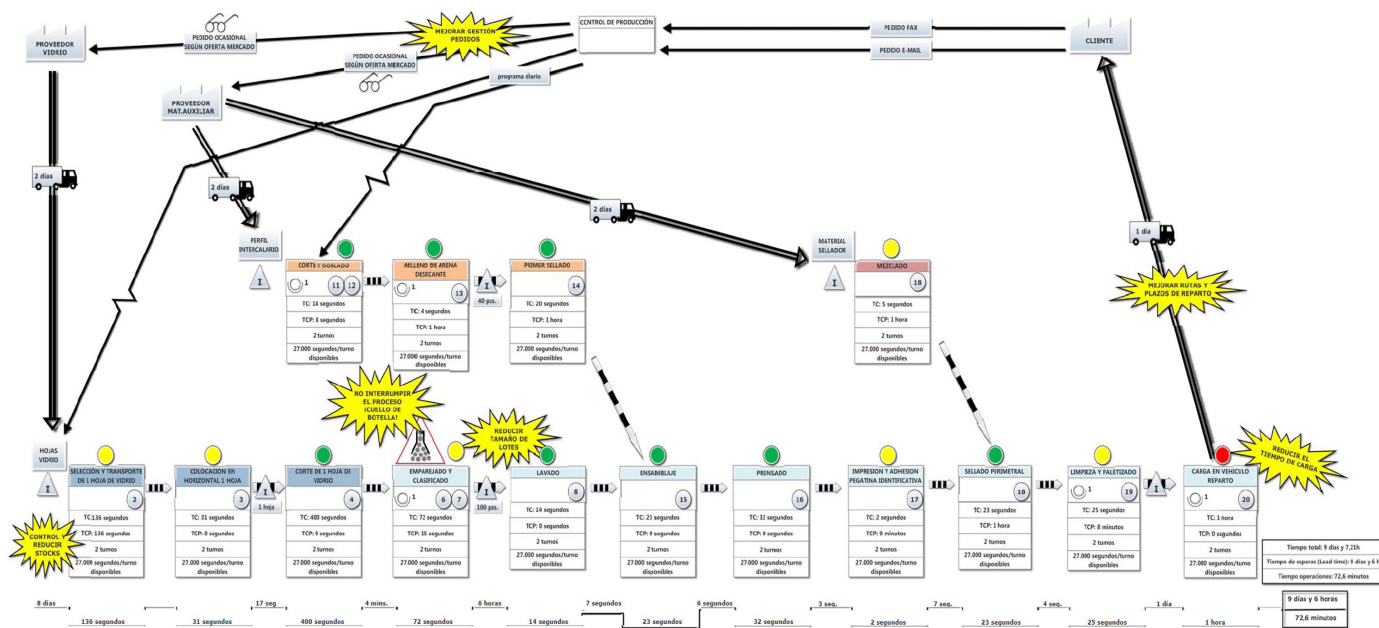 PROVEEDOR
VIDRIO
PEDIDO OCASIONAL
SEGÚN OFERTA MERCADO
MEJORAR GESTIÓN
PEDIDOS
CONTROL DE PRODUCCIÓN
PEDIDO FAX
PEDIDO E-MAIL
CLIENTE
PEDIDO OCASIONAL
SEGÚN OFERTA MERCADO
programa diario
PROVEEDOR
MAT.AUXILIAR
2 días
2 días
2 días
1 día
MEJORAR RUTAS Y
PLAZOS DE REPARTO
PERFIL
INTERCALARIO
I
CORTE Y DOBLADO
1
11
12
TC: 18 segundos
TCP: 8 segundos
2 turnos
27.000 segundos/turno
disponibles
RELLENO DE ARENA
DESECANTE
1
13
TC: 4 segundos
TCP: 1 hora
2 turnos
27.000 segundos/turno
disponibles
I
40 pzs.
PRIMER SELLADO
14
TC: 20 segundos
TCP: 1 hora
2 turnos
27.000 segundos/turno
disponibles
MATERIAL
SELLADOR
I
MEZCLADO
18
TC: 5 segundos
TCP: 1 hora
2 turnos
27.000 segundos/turno
disponibles
NO INTERRUMPIR
EL PROCESO
¡CUELLO DE
BOTELLA!
REDUCIR
TAMAÑO DE
LOTES
REDUCIR EL
TIEMPO DE CARGA
CONTROL Y
REDUCIR
STOCKS
HOJAS
VIDRIO
I
SELECCIÓN Y TRANSPORTE
DE 1 HOJA DE VIDRIO
2
TC:136 segundos
TCP: 136 segundos
2 turnos
27.000 segundos/turno
disponibles
COLOCACIÓN EN
HORIZONTAL 1 HOJA
3
TC: 31 segundos
TCP: 0 segundos
2 turnos
27.000 segundos/turno
disponibles
I
1 hoja
CORTE DE 1 HOJA DE
VIDRIO
4
TC: 400 segundos
TCP: 0 segundos
2 turnos
27.000 segundos/turno
disponibles
EMPAREJADO Y
CLASIFICADO
1
6
7
TC: 72 segundos
TCP: 15 segundos
2 turnos
27.000 segundos/turno
disponibles
I
100 pzs.
LAVADO
8
TC: 14 segundos
TCP: 0 segundos
2 turnos
27.000 segundos/turno
disponibles
ENSAMBLAJE
15
TC: 23 segundos
TCP: 0 segundos
2 turnos
27.000 segundos/turno
disponibles
PRENSADO
16
TC: 32 segundos
TCP: 0 segundos
2 turnos
27.000 segundos/turno
disponibles
IMPRESION Y ADHESION
PEGATINA IDENTIFICATIVA
17
TC: 2 segundos
TCP: 9 minutos
2 turnos
27.000 segundos/turno
disponibles
SELLADO PERIMETRAL
18
TC: 23 segundos
TCP: 1 hora
2 turnos
27.000 segundos/turno
disponibles
LIMPIEZA Y PALETIZADO
19
TC: 25 segundos
TCP: 8 minutos
2 turnos
27.000 segundos/turno
disponibles
I
CARGA EN VEHICULO
REPARTO
1
20
TC: 1 hora
TCP: 0 segundos
2 turnos
27.000 segundos/turno
disponibles
Tiempo total: 9 días y 7,21h
Tiempo de esperas (Lead time): 9 días y 6 h
Tiempo operaciones: 72,6 minutos
8 días
17 seg
4 mins.
6 horas
7 segundos
6 segundos
3 seg.
7 seg.
4 seg.
1 día
9 días y 6 horas
136 segundos
31 segundos
400 segundos
72 segundos
14 segundos
23 segundos
32 segundos
2 segundos
23 segundos
25 segundos
1 hora
72,6 minutos